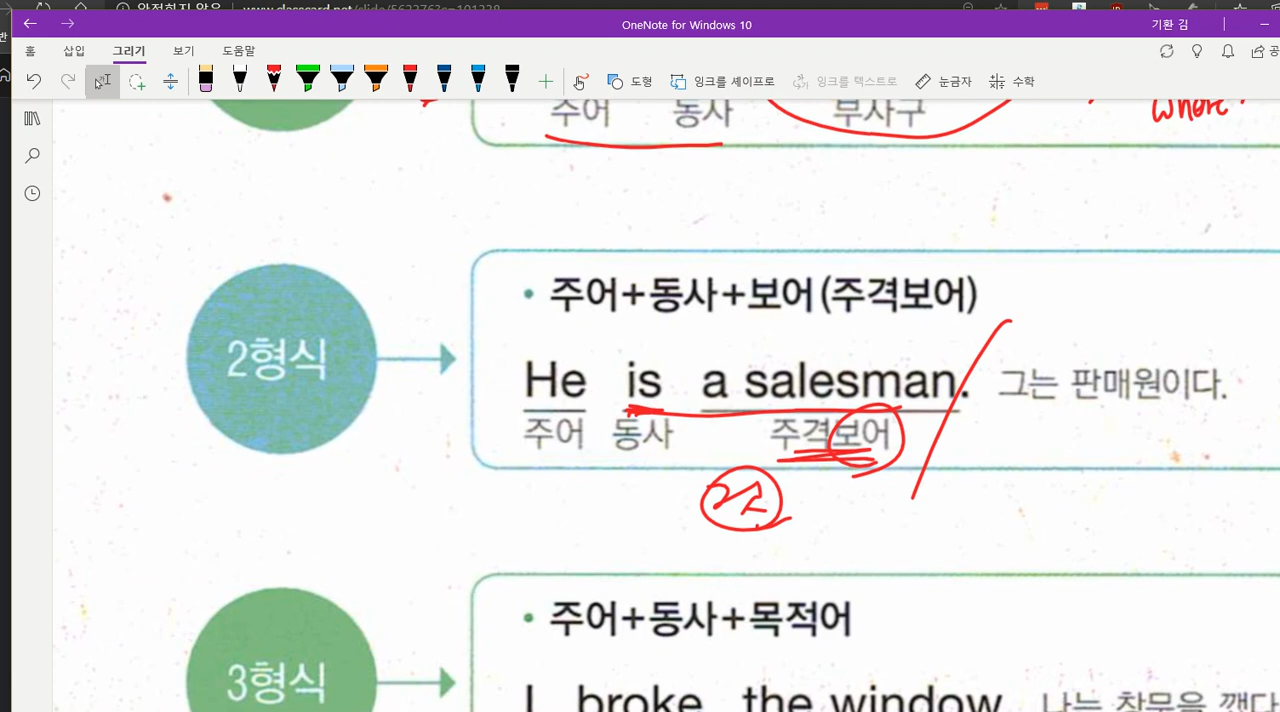 www.classcard.net/slide/
OneNote for Windows 10
기환 김
홈 삽입 그리기 보기 도움말
도형 잉크를 셰이프로 잉크를 텍스트로 눈금자 수학
주어 동사 부사구
where
2형식
• 주어+동사+보어(주격보어)
He is a salesman. 그는 판매원이다.
주어 동사 주격보어
3형식
• 주어+동사+목적어
I broke the window 나는 창문을 깼다